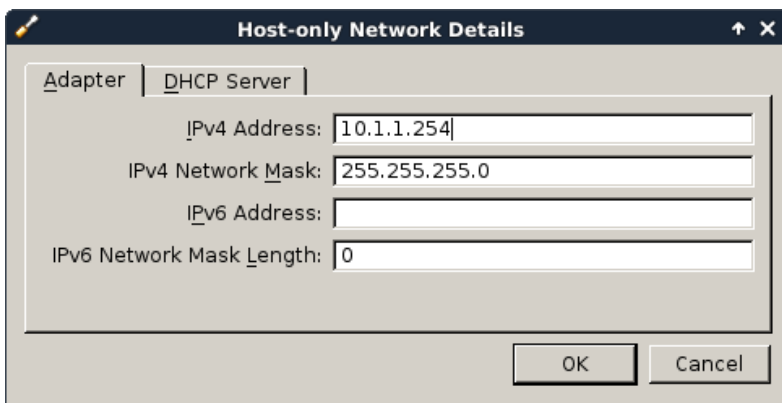 Host-only Network Details
Adapter DHCP Server
IPv4 Address: 10.1.1.254
IPv4 Network Mask: 255.255.255.0
IPv6 Address:
IPv6 Network Mask Length: 0
OK Cancel